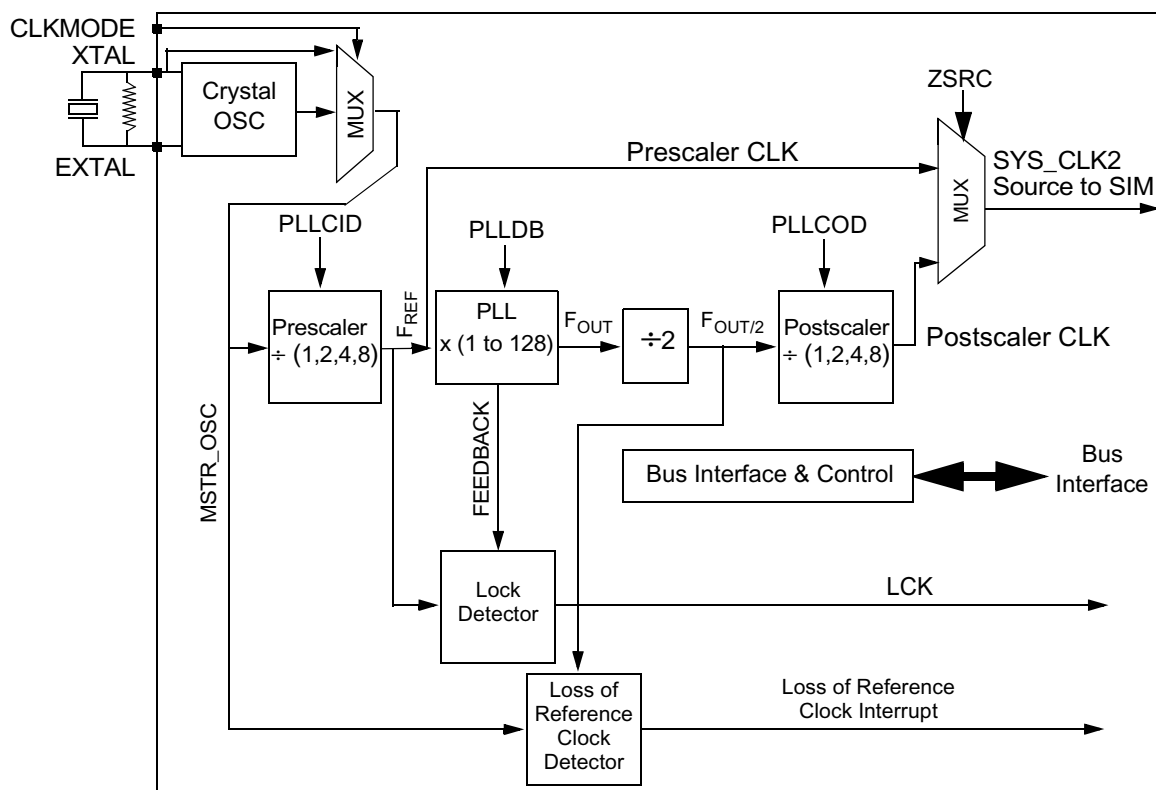 CLKMODE
XTAL
EXTAL
Crystal
OSC
MUX
ZSRC
Prescaler CLK
MUX
SYS_CLK2
Source to SIM
PLLCID
PLLDB
PLLCOD
Prescaler
÷ (1,2,4,8)
FREF
PLL
x (1 to 128)
FOUT
÷2
FOUT/2
Postscaler
÷ (1,2,4,8)
Postscaler CLK
MSTR_OSC
FEEDBACK
Bus Interface & Control
Bus
Interface
Lock
Detector
LCK
Loss of
Reference
Clock
Detector
Loss of Reference
Clock Interrupt